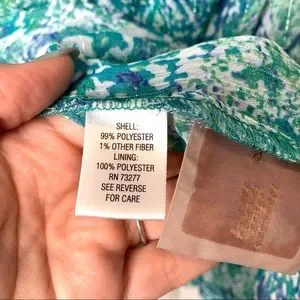 SHELL:
99% POLYESTER
1% OTHER FIBER
LINING:
100% POLYESTER
RN 73277
SEE REVERSE
FOR CARE